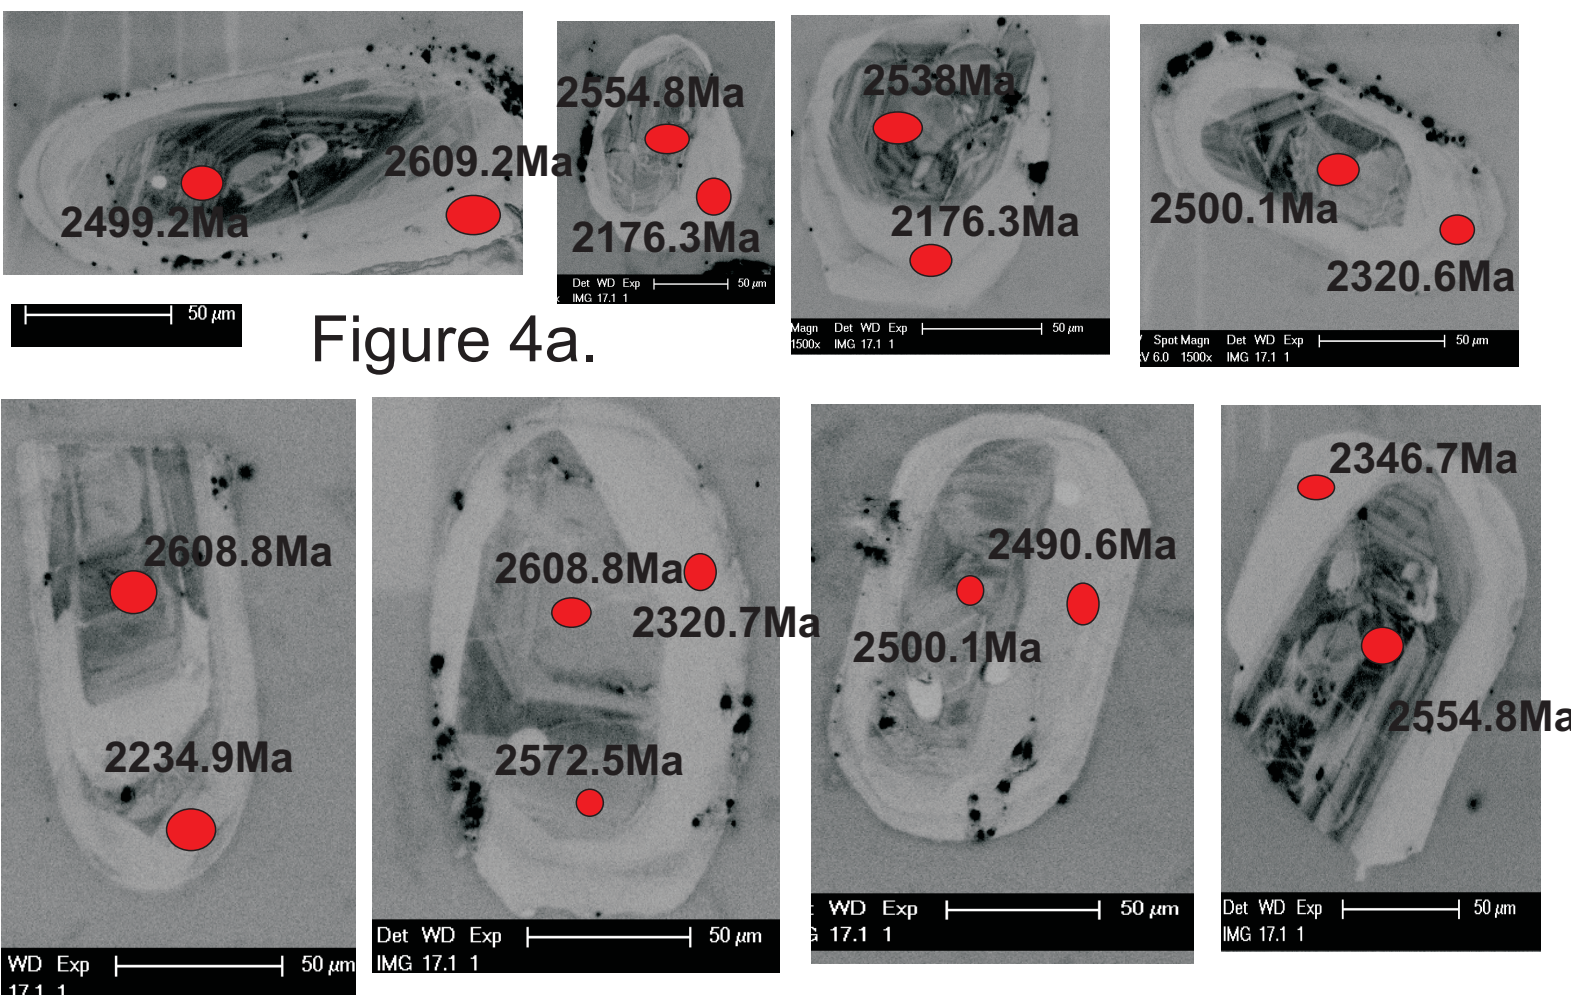 2499.2Ma
2609.2Ma
50 μm
2554.8Ma
2176.3Ma
Det WD Exp 50 μm
IMG 17.1 1
2538Ma
2176.3Ma
Magn Det WD Exp 50 μm
1500x IMG 17.1 1
2500.1Ma
2320.6Ma
Spot Magn Det WD Exp 50 μm
V 6.0 1500x IMG 17.1 1
Figure 4a.
2608.8Ma
2234.9Ma
WD Exp 50 μm
17.1 1
2608.8Ma
2320.7Ma
2572.5Ma
Det WD Exp 50 μm
IMG 17.1 1
2490.6Ma
2500.1Ma
WD Exp 50 μm
17.1 1
2346.7Ma
2554.8Ma
Det WD Exp 50 μm
IMG 17.1 1